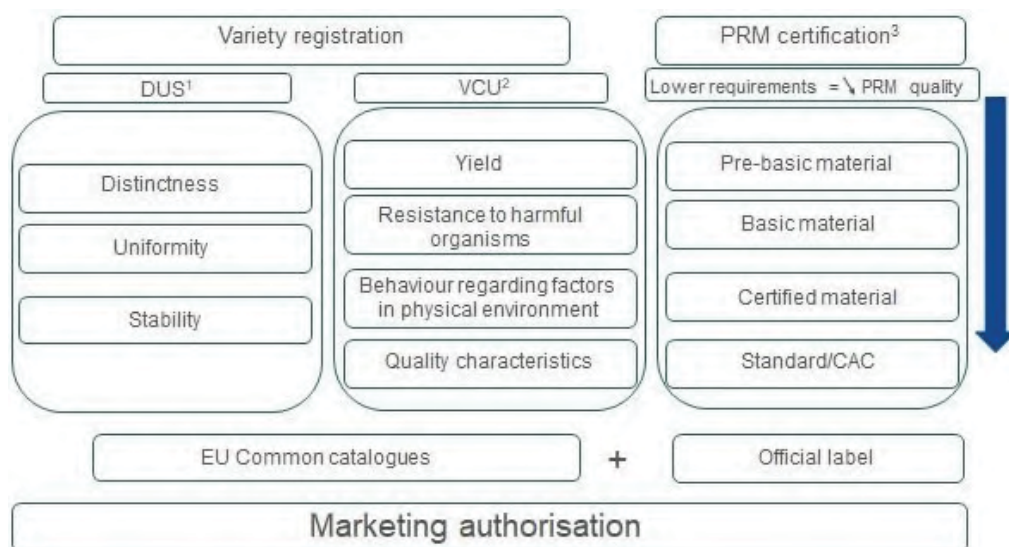 Variety registration
PRM certification³
DUS¹
VCU²
Lower requirements = ↘ PRM quality
Distinctness
Uniformity
Stability
Yield
Resistance to harmful
organisms
Behaviour regarding factors
in physical environment
Quality characteristics
Pre-basic material
Basic material
Certified material
Standard/CAC
EU Common catalogues
+
Official label
Marketing authorisation